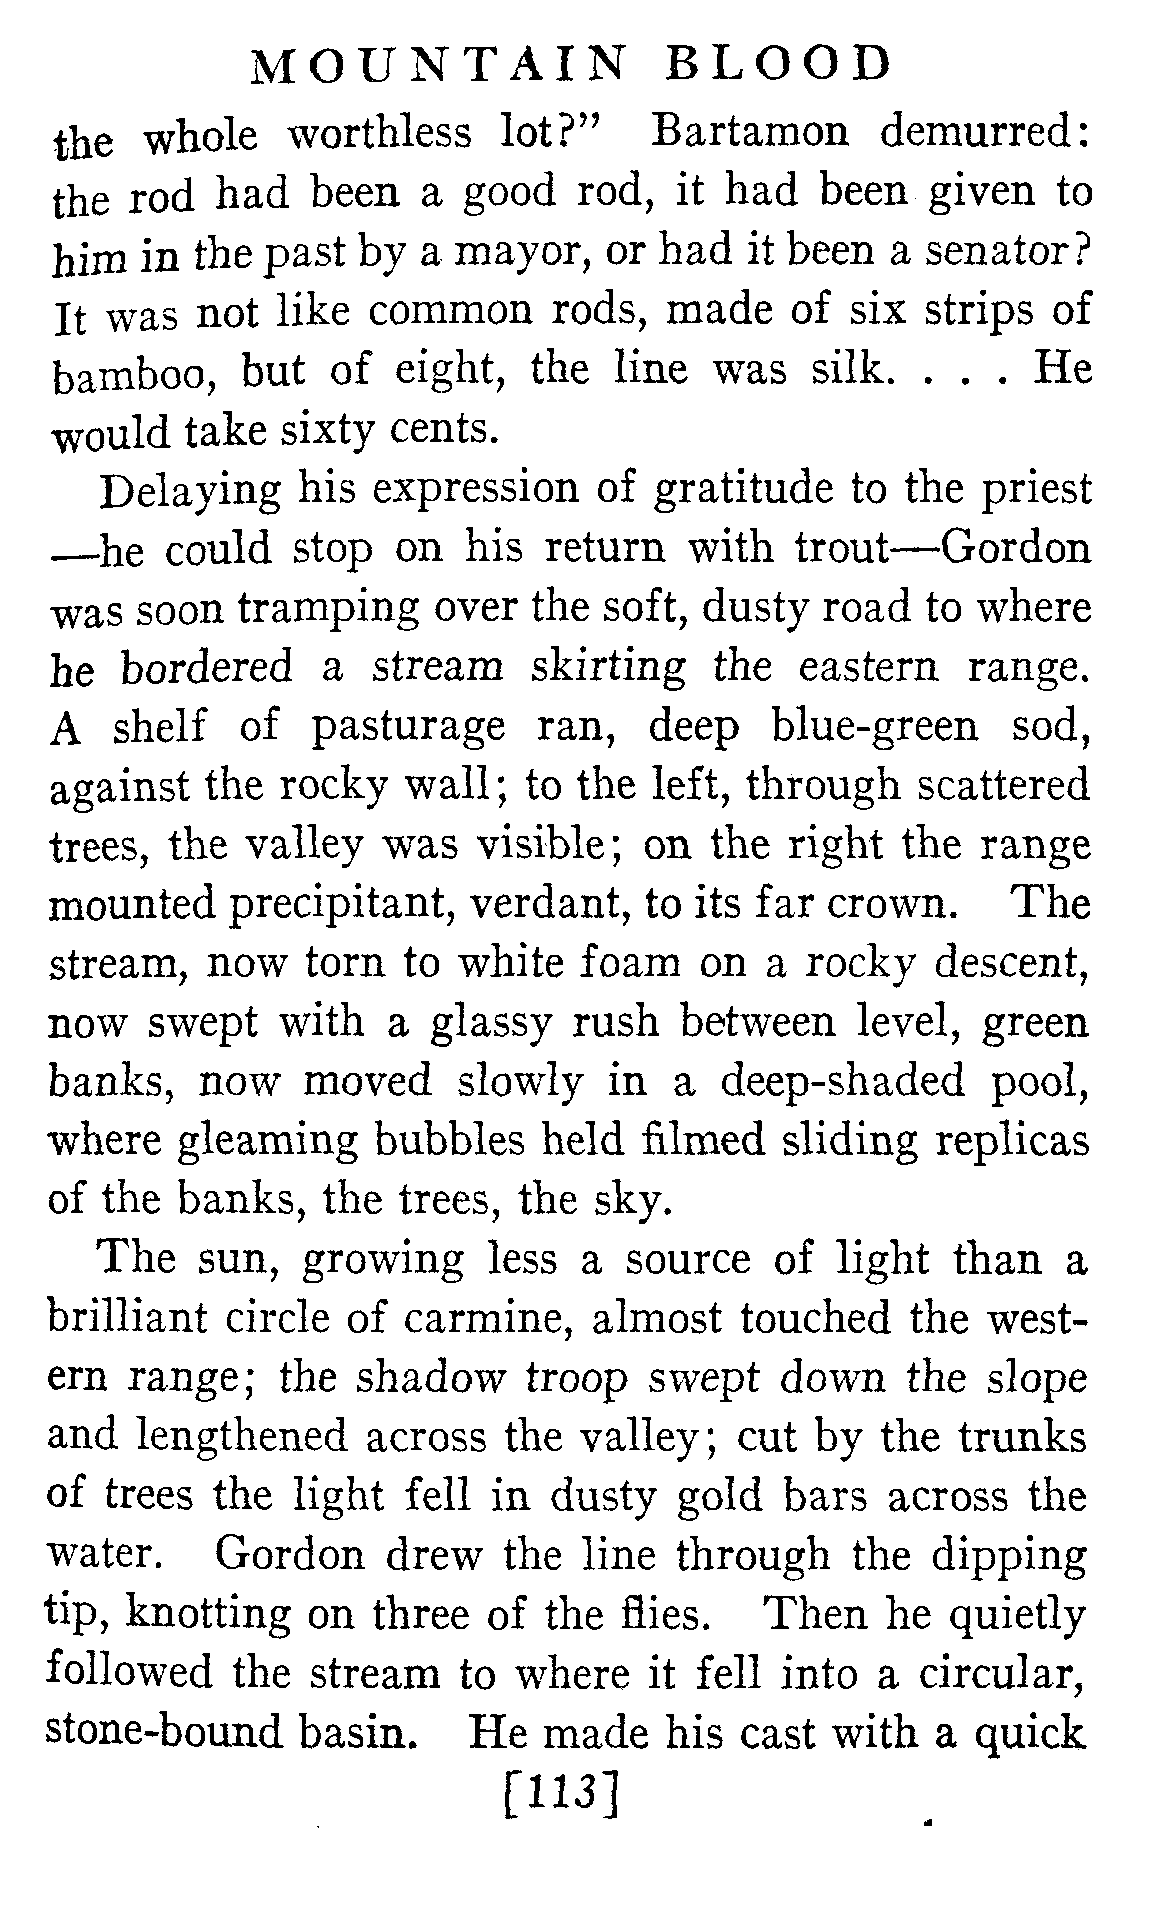 MOUNTAIN BLOOD
the whole worthless lot?" Bartamon demurred:
the rod had been a good rod, it had been given to
him in the past by a mayor, or had it been a senator?
It was not like common rods, made of six strips of
bamboo, but of eight, the line was silk. . . . He
would take sixty cents.
Delaying his expression of gratitude to the priest
—he could stop on his return with trout—Gordon
was soon tramping over the soft, dusty road to where
he bordered a stream skirting the eastern range.
A shelf of pasturage ran, deep blue-green sod,
against the rocky wall; to the left, through scattered
trees, the valley was visible; on the right the range
mounted precipitant, verdant, to its far crown. The
stream, now torn to white foam on a rocky descent,
now swept with a glassy rush between level, green
banks, now moved slowly in a deep-shaded pool,
where gleaming bubbles held filmed sliding replicas
of the banks, the trees, the sky.
The sun, growing less a source of light than a
brilliant circle of carmine, almost touched the west-
ern range; the shadow troop swept down the slope
and lengthened across the valley; cut by the trunks
of trees the light fell in dusty gold bars across the
water. Gordon drew the line through the dipping
tip, knotting on three of the flies. Then he quietly
followed the stream to where it fell into a circular,
stone-bound basin. He made his cast with a quick
[113]